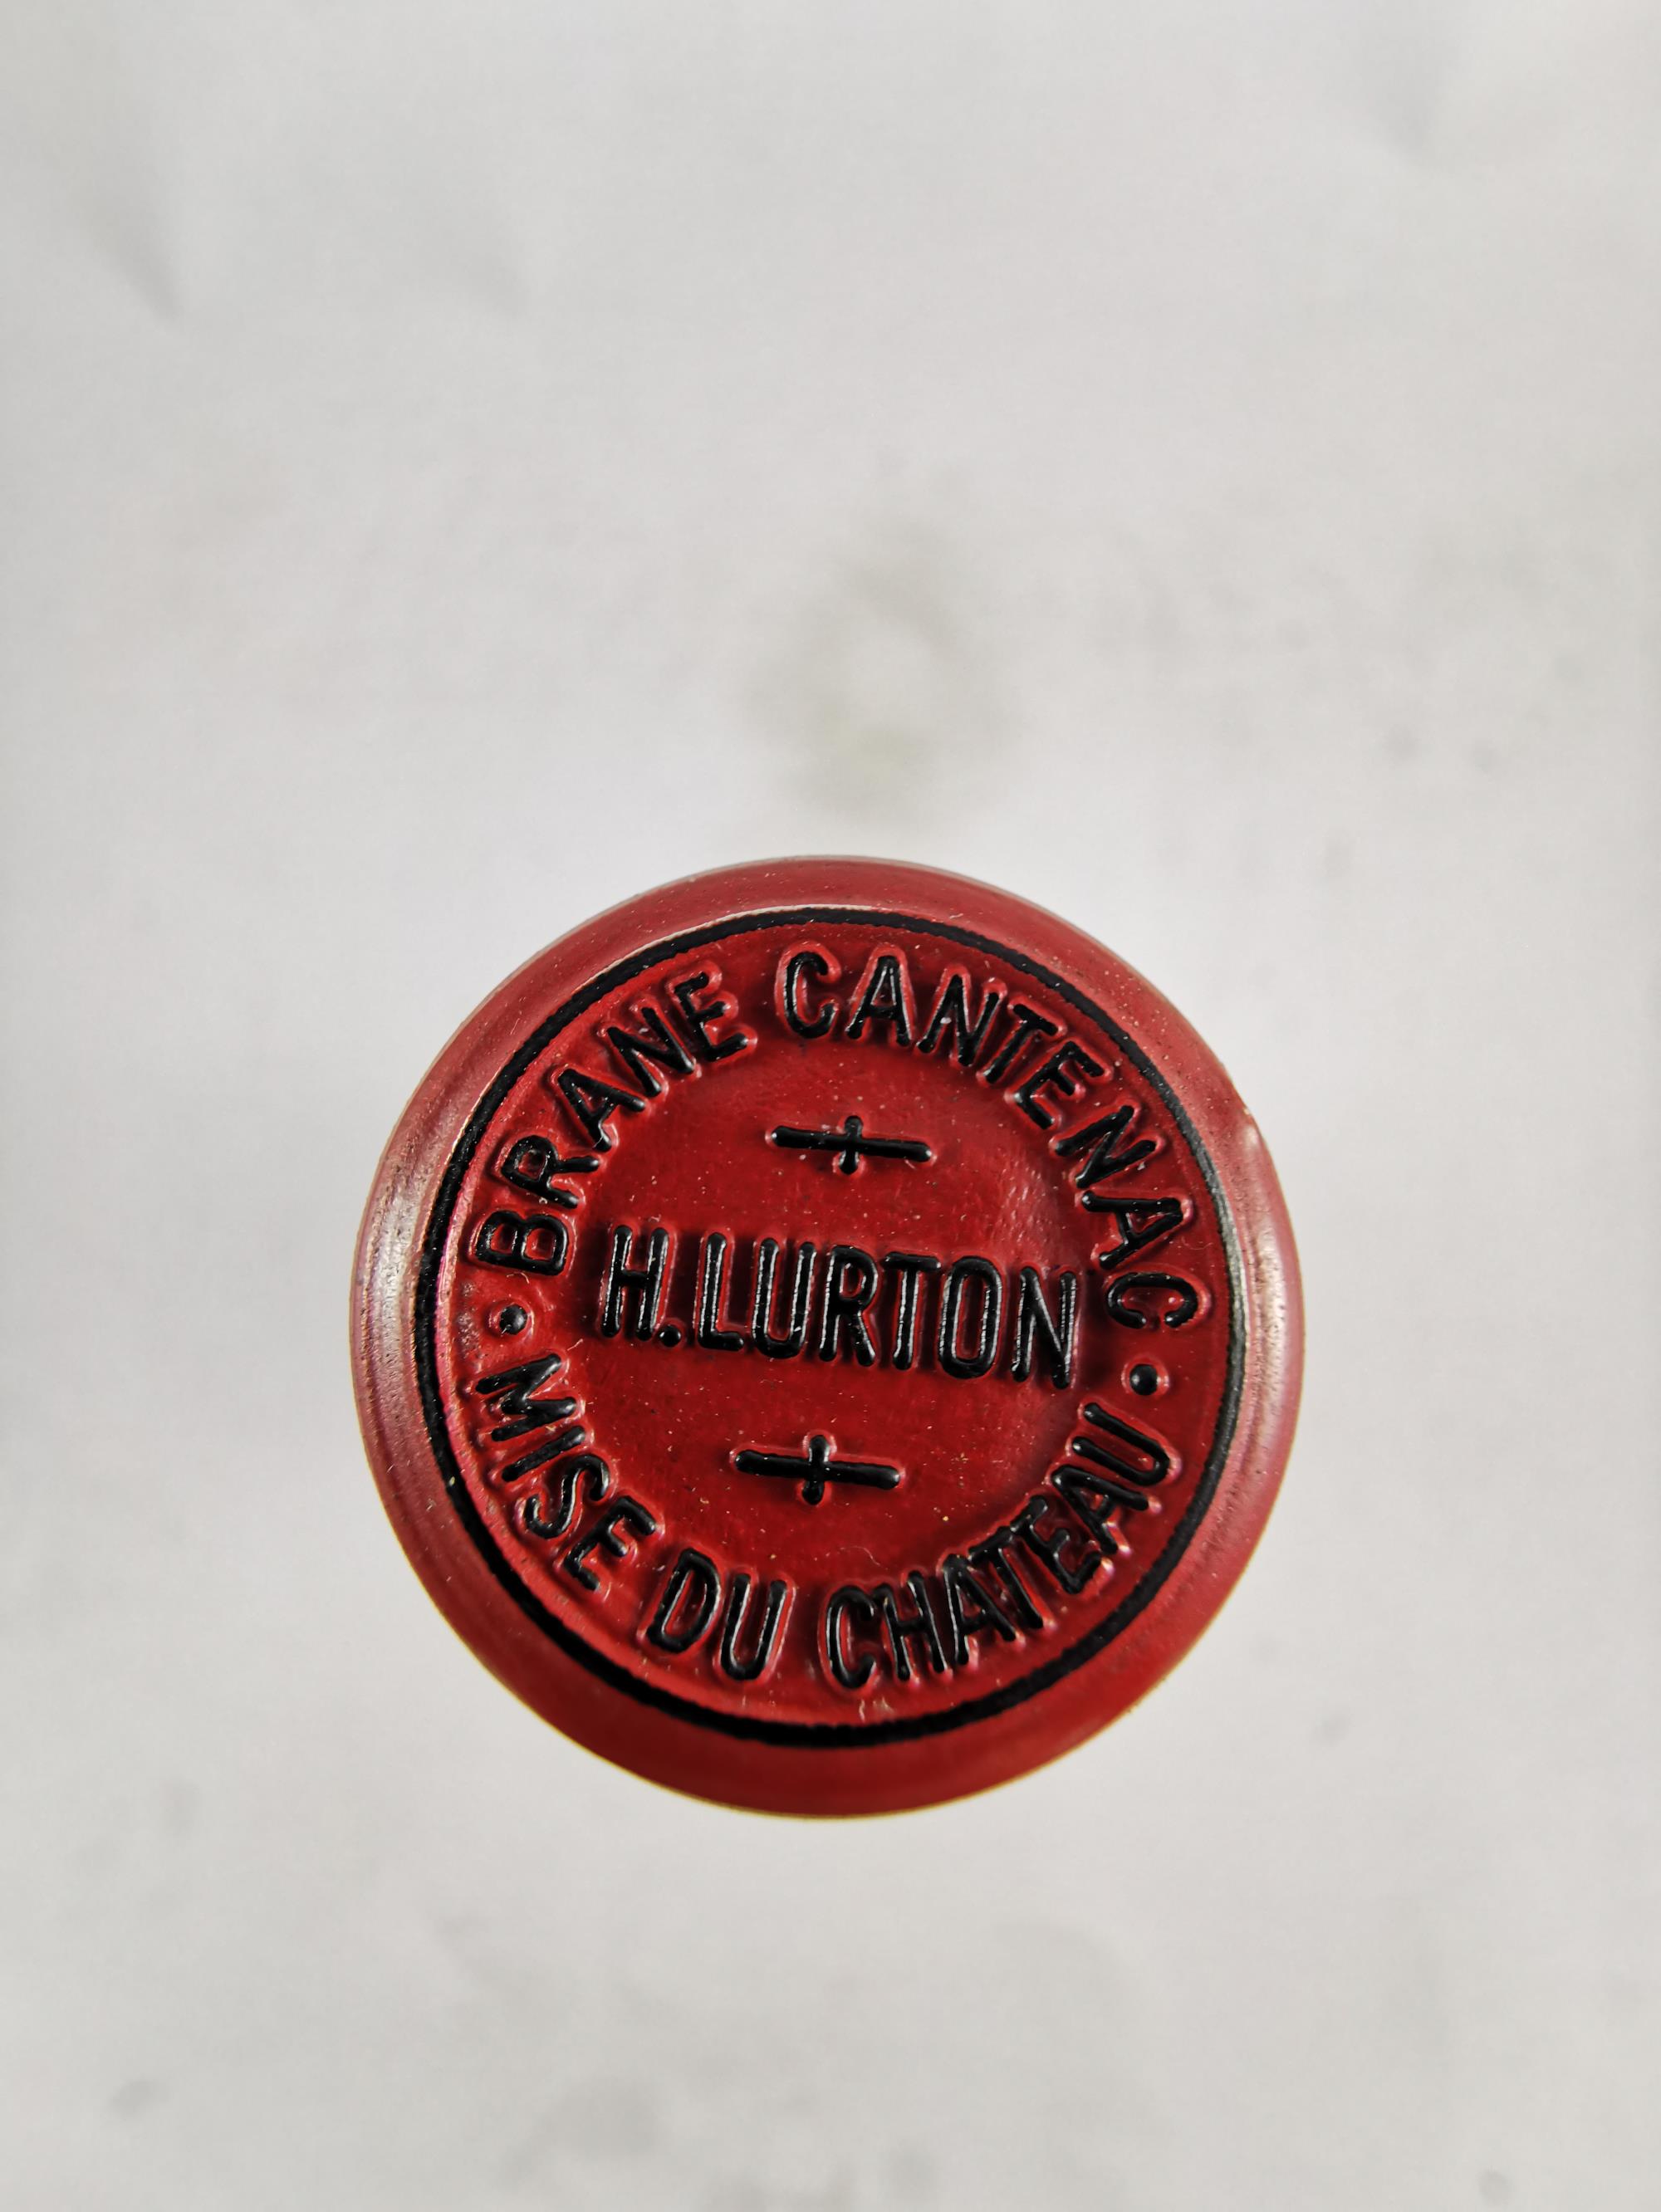 BRANE CANTENAC
H.LURTON
MISE DU CHATEAU